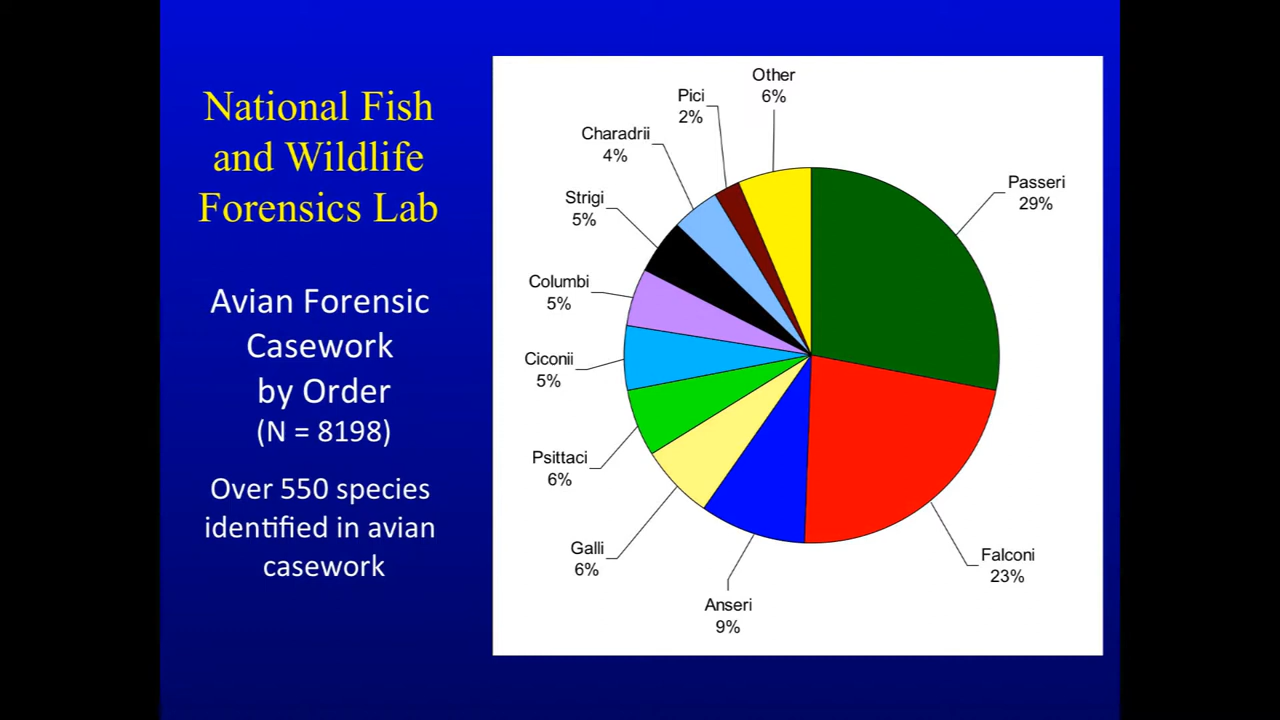 National Fish
and Wildlife
Forensics Lab
Avian Forensic
Casework
by Order
(N = 8198)
Over 550 species
identified in avian
casework
Other
6%
Pici
2%
Charadrii
4%
Strigi
5%
Columbi
5%
Ciconii
5%
Psittaci
6%
Galli
6%
Anseri
9%
Falconi
23%
Passeri
29%